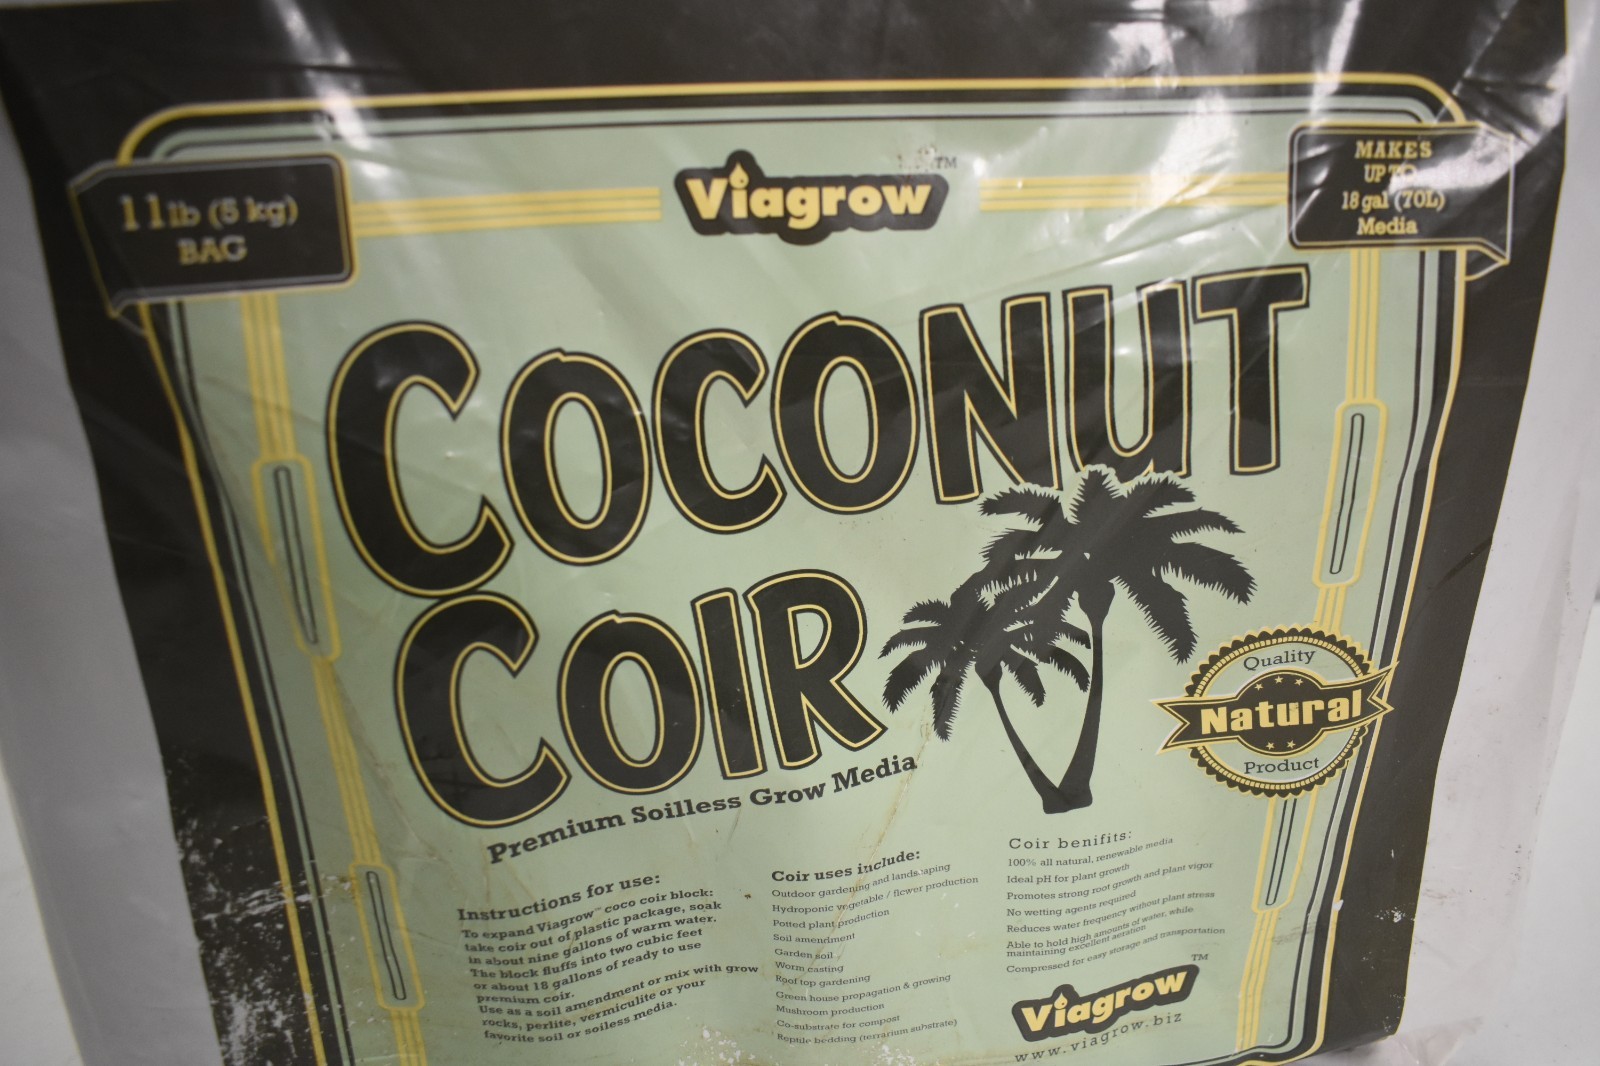 11 lb (5 kg)
BAG
Viagrow™
MAKES
UP TO
18 gal (70L)
Media
COCONUT
COIR
Premium Soilless Grow Media
Quality
Natural
Product
Instructions for use:
To expand Viagrow™ coco coir block:
take coir out of plastic package, soak
in about nine gallons of warm water.
The block fluffs into two cubic feet
or about 18 gallons of ready to use
premium coir.
Use as a soil amendment or mix with grow
rocks, perlite, vermiculite or your
favorite soil or soiless media.
Coir uses include:
Outdoor gardening and landscaping
Hydroponic vegetable / flower production
Potted plant production
Soil amendment
Garden soil
Worm casting
Roof top gardening
Green house propagation & growing
Mushroom production
Co-substrate for compost
Reptile bedding (terrarium substrate)
Coir benifits:
100% all natural, renewable media
Ideal pH for plant growth
Promotes strong root growth and plant vigor
No wetting agents required
Reduces water frequency without plant stress
Able to hold high amounts of water, while
maintaining excellent aeration
Compressed for easy storage and transportation
Viagrow™
www.viagrow.biz